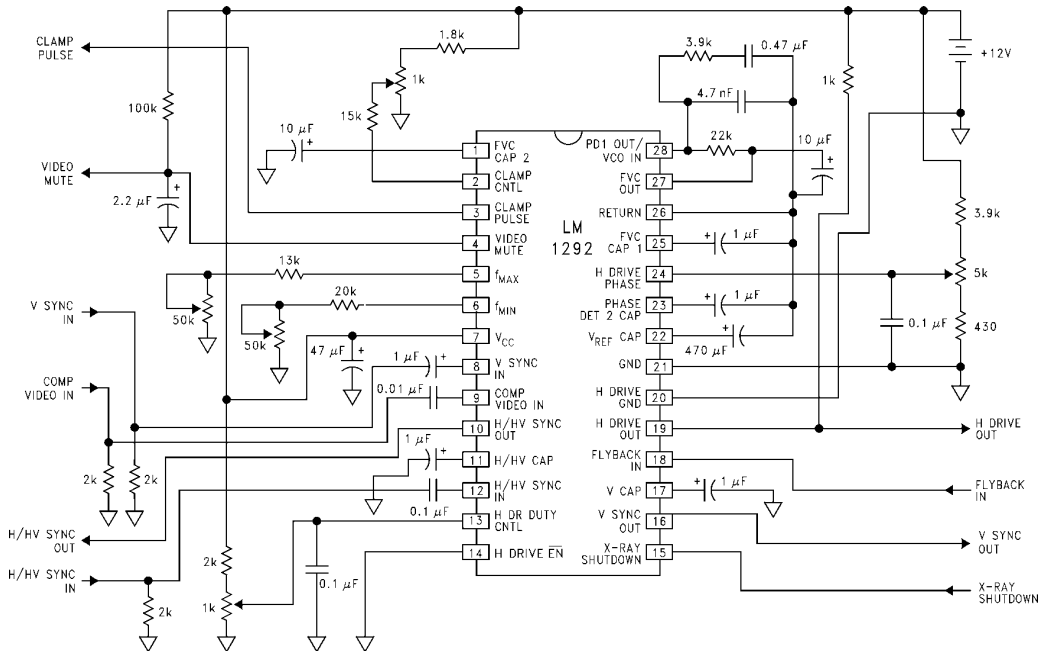 CLAMP
PULSE
1.8k
3.9k
0.47 µF
+12V
1k
1k
4.7 nF
100k
15k
10 µF
22k
10 µF
VIDEO
MUTE
2.2 µF
LM
1292
1 FVC
CAP 2
2 CLAMP
CNTL
3 CLAMP
PULSE
4 VIDEO
MUTE
5 fMAX
6 fMIN
7 VCC
8 V SYNC
IN
9 COMP
VIDEO IN
10 H/HV SYNC
OUT
11 H/HV CAP
12 H/HV SYNC
IN
13 H DR DUTY
CNTL
14 H DRIVE E̅N̅
PD1 OUT/ 28
VCO IN
FVC 27
OUT
RETURN 26
FVC 25
CAP 1
H DRIVE 24
PHASE
PHASE 23
DET 2 CAP
VREF CAP 22
GND 21
H DRIVE 20
GND
H DRIVE 19
OUT
FLYBACK 18
IN
V CAP 17
V SYNC 16
OUT
X-RAY 15
SHUTDOWN
13k
50k
20k
50k
V SYNC
IN
47 µF
1 µF
COMP
VIDEO IN
0.01 µF
1 µF
2k
2k
0.1 µF
H/HV SYNC
OUT
H/HV SYNC
IN
2k
2k
1k
0.1 µF
+ 1 µF
+ 1 µF
+
470 µF
3.9k
5k
0.1 µF
430
H DRIVE
OUT
FLYBACK
IN
+ 1 µF
V SYNC
OUT
X-RAY
SHUTDOWN